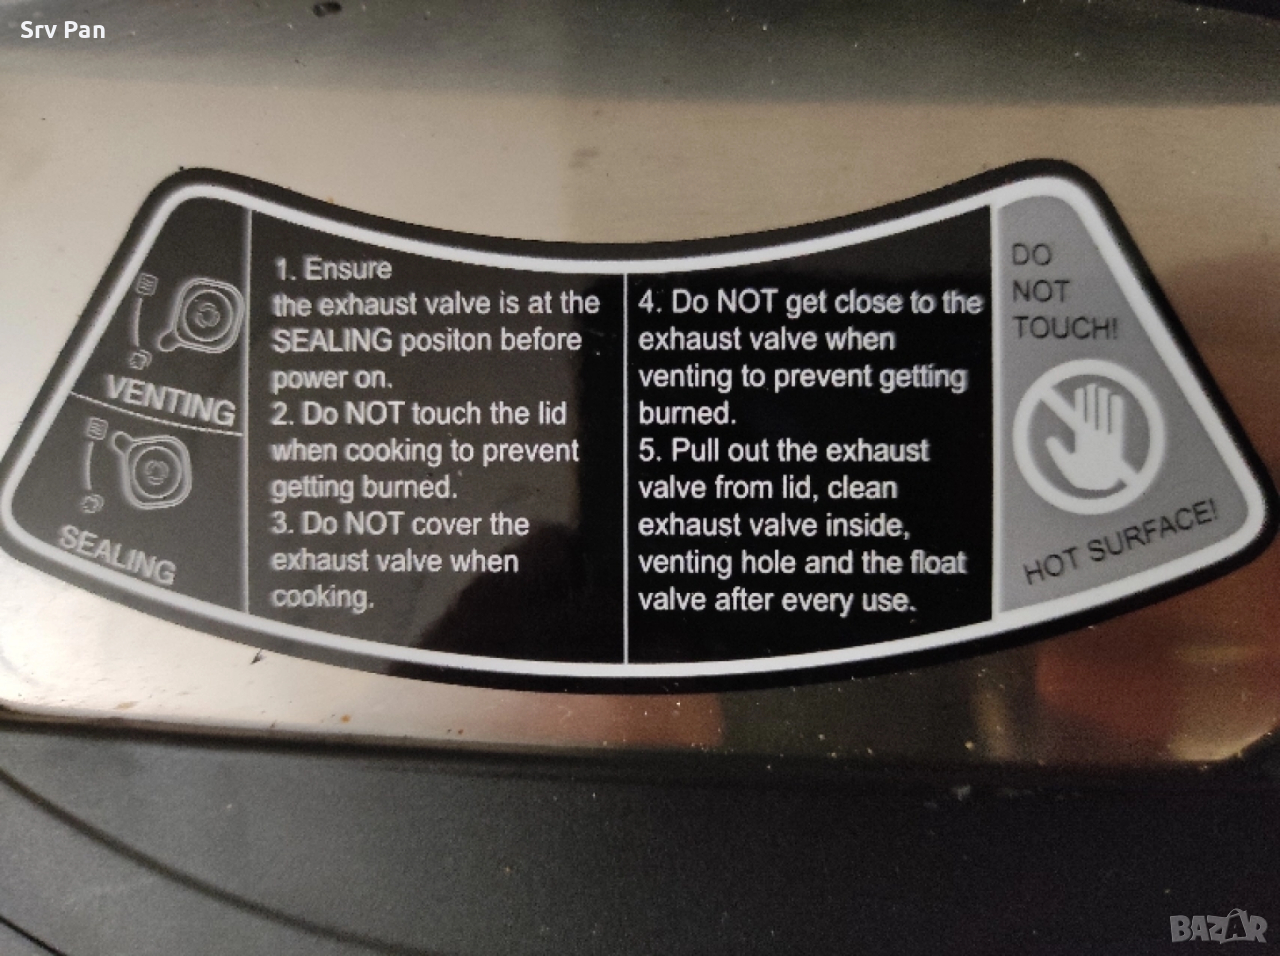 Srv Pan
VENTING
SEALING
1. Ensure
the exhaust valve is at the
SEALING positon before
power on.
2. Do NOT touch the lid
when cooking to prevent
getting burned.
3. Do NOT cover the
exhaust valve when
cooking.
4. Do NOT get close to the
exhaust valve when
venting to prevent getting
burned.
5. Pull out the exhaust
valve from lid, clean
exhaust valve inside,
venting hole and the float
valve after every use.
DO
NOT
TOUCH!
HOT SURFACE!
BAZAR